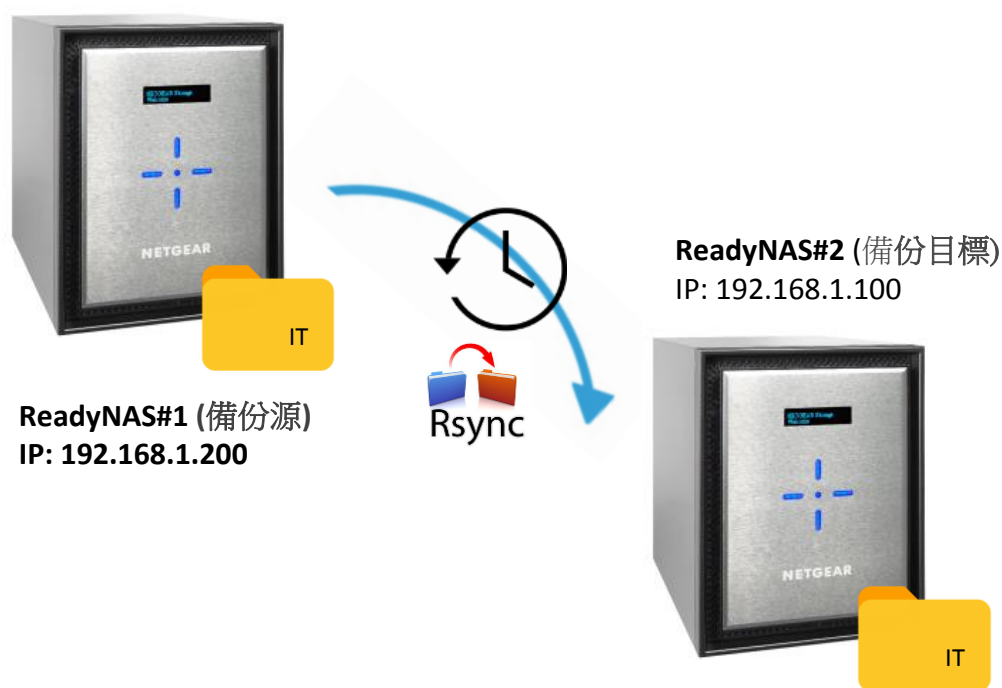 NETGEAR
IT
ReadyNAS#1 (備份源)
IP: 192.168.1.200
Rsync
ReadyNAS#2 (備份目標)
IP: 192.168.1.100
NETGEAR
IT